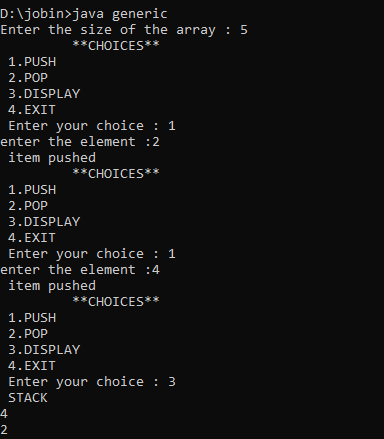 D:\jobin>java generic
Enter the size of the array : 5
**CHOICES**
1.PUSH
2.POP
3.DISPLAY
4.EXIT
Enter your choice : 1
enter the element :2
item pushed
**CHOICES**
1.PUSH
2.POP
3.DISPLAY
4.EXIT
Enter your choice : 1
enter the element :4
item pushed
**CHOICES**
1.PUSH
2.POP
3.DISPLAY
4.EXIT
Enter your choice : 3
STACK
4
2